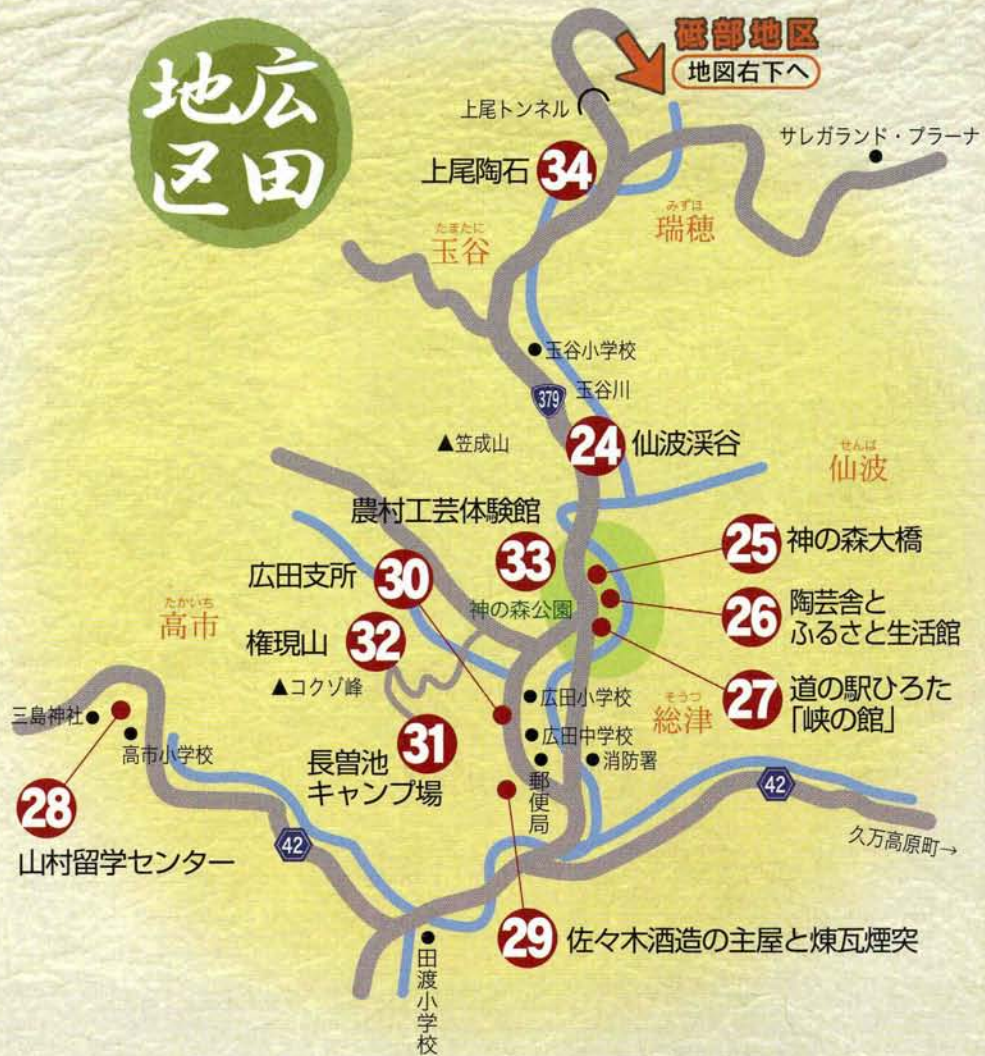 広田
地区
砥部地区
地図右下へ
上尾トンネル
サレガランド・プラーナ
上尾陶石
34
みずほ
瑞穂
たまたに
玉谷
玉谷小学校
379
玉谷川
▲笠成山
24
仙波渓谷
せんば
仙波
農村工芸体験館
33
25
神の森大橋
広田支所
30
神の森公園
26
陶芸舎と
ふるさと生活館
たかいち
高市
権現山
32
▲コクゾ峰
広田小学校
そうつ
総津
27
道の駅ひろた
「峡の館」
三島神社
高市小学校
31
長曽池
キャンプ場
広田中学校
消防署
郵便局
28
山村留学センター
42
42
久万高原町→
29
佐々木酒造の主屋と煉瓦煙突
田渡小学校